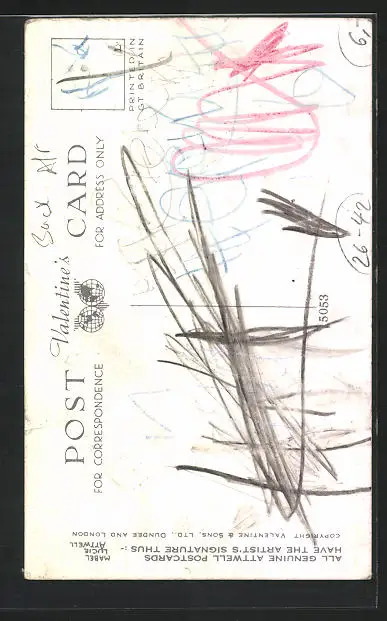 PRINTED IN
GT BRITAIN
Valentine's
POST CARD
FOR CORRESPONDENCE
FOR ADDRESS ONLY
5053
6,
26-42
ALL GENUINE ATTWELL POSTCARDS
HAVE THE ARTIST'S SIGNATURE THUS :-
MABEL
LUCIE
ATTWELL
COPYRIGHT VALENTINE & SONS, LTD., DUNDEE AND LONDON